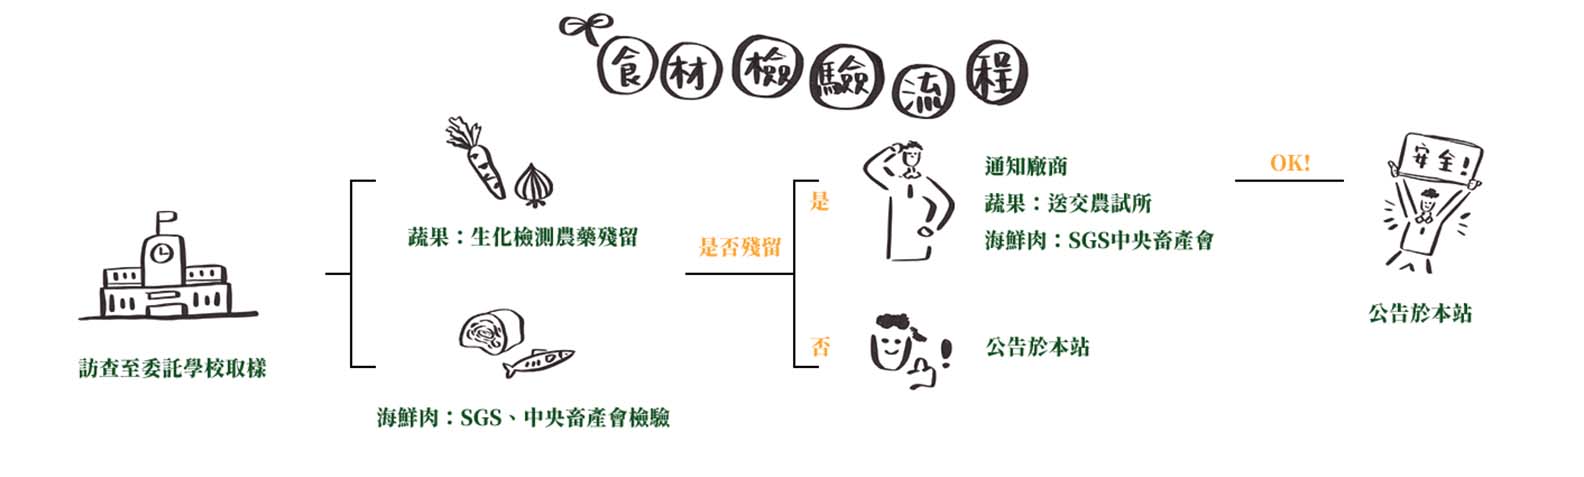 食材檢驗流程
訪查至委託學校取樣
蔬果：生化檢測農藥殘留
海鮮肉：SGS、中央畜產會檢驗
是否殘留
是
通知廠商
蔬果：送交農試所
海鮮肉：SGS中央畜產會
OK!
安全!
公告於本站
否
公告於本站